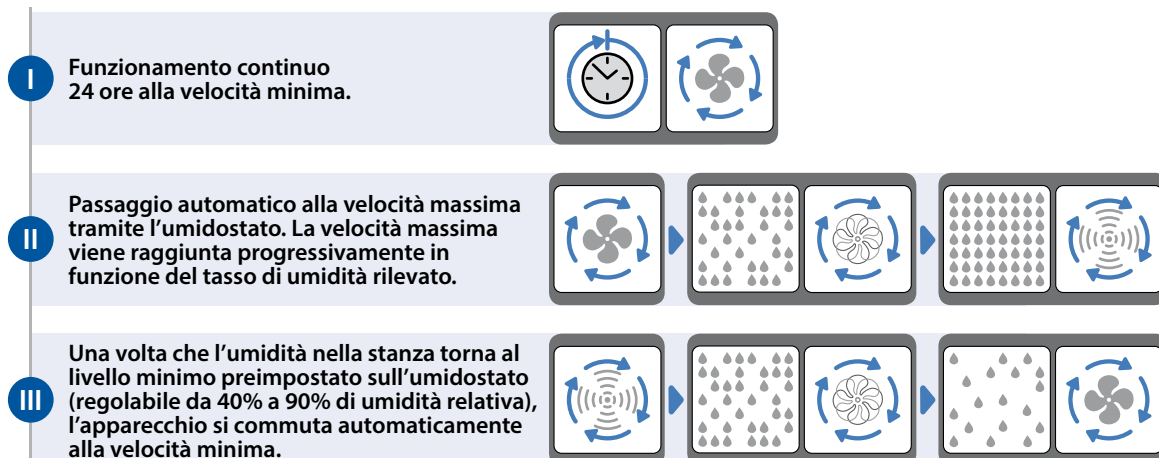 I
Funzionamento continuo
24 ore alla velocità minima.
II
Passaggio automatico alla velocità massima
tramite l’umidostato. La velocità massima
viene raggiunta progressivamente in
funzione del tasso di umidità rilevato.
III
Una volta che l’umidità nella stanza torna al
livello minimo preimpostato sull’umidostato
(regolabile da 40% a 90% di umidità relativa),
l’apparecchio si commuta automaticamente
alla velocità minima.